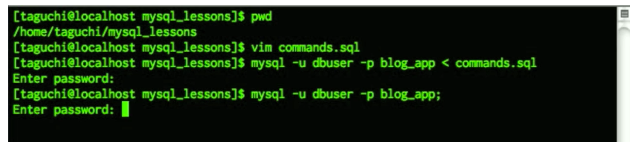 [taguchi@localhost mysql_lessons]$ pwd
/home/taguchi/mysql_lessons
[taguchi@localhost mysql_lessons]$ vim commands.sql
[taguchi@localhost mysql_lessons]$ mysql -u dbuser -p blog_app < commands.sql
Enter password:
[taguchi@localhost mysql_lessons]$ mysql -u dbuser -p blog_app;
Enter password: